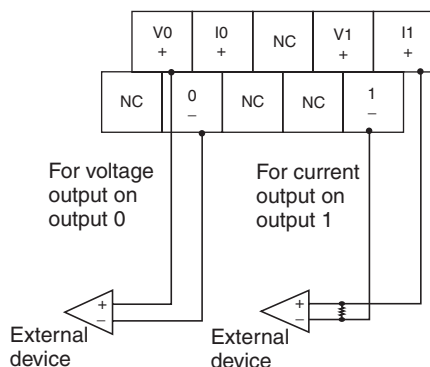 V0 I0 NC V1 I1
+ + + +
NC 0 NC NC 1
– –
For voltage
output on
output 0
For current
output on
output 1
+
–
+
–
External
device
External
device